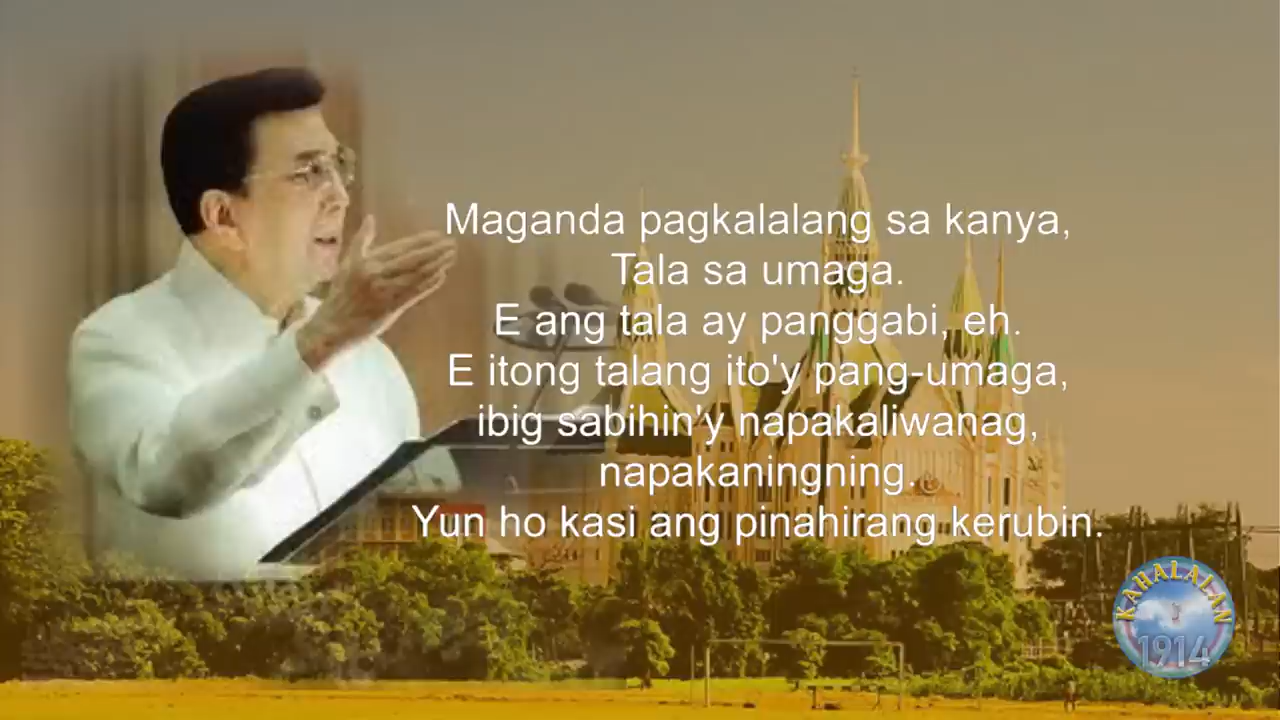 Maganda pagkalalang sa kanya,
Tala sa umaga.
E ang tala ay panggabi, eh.
E itong talang ito'y pang-umaga,
ibig sabihin'y napakaliwanag,
napakaningning.
Yun ho kasi ang pinahirang kerubin.
KAHALALAN
1914